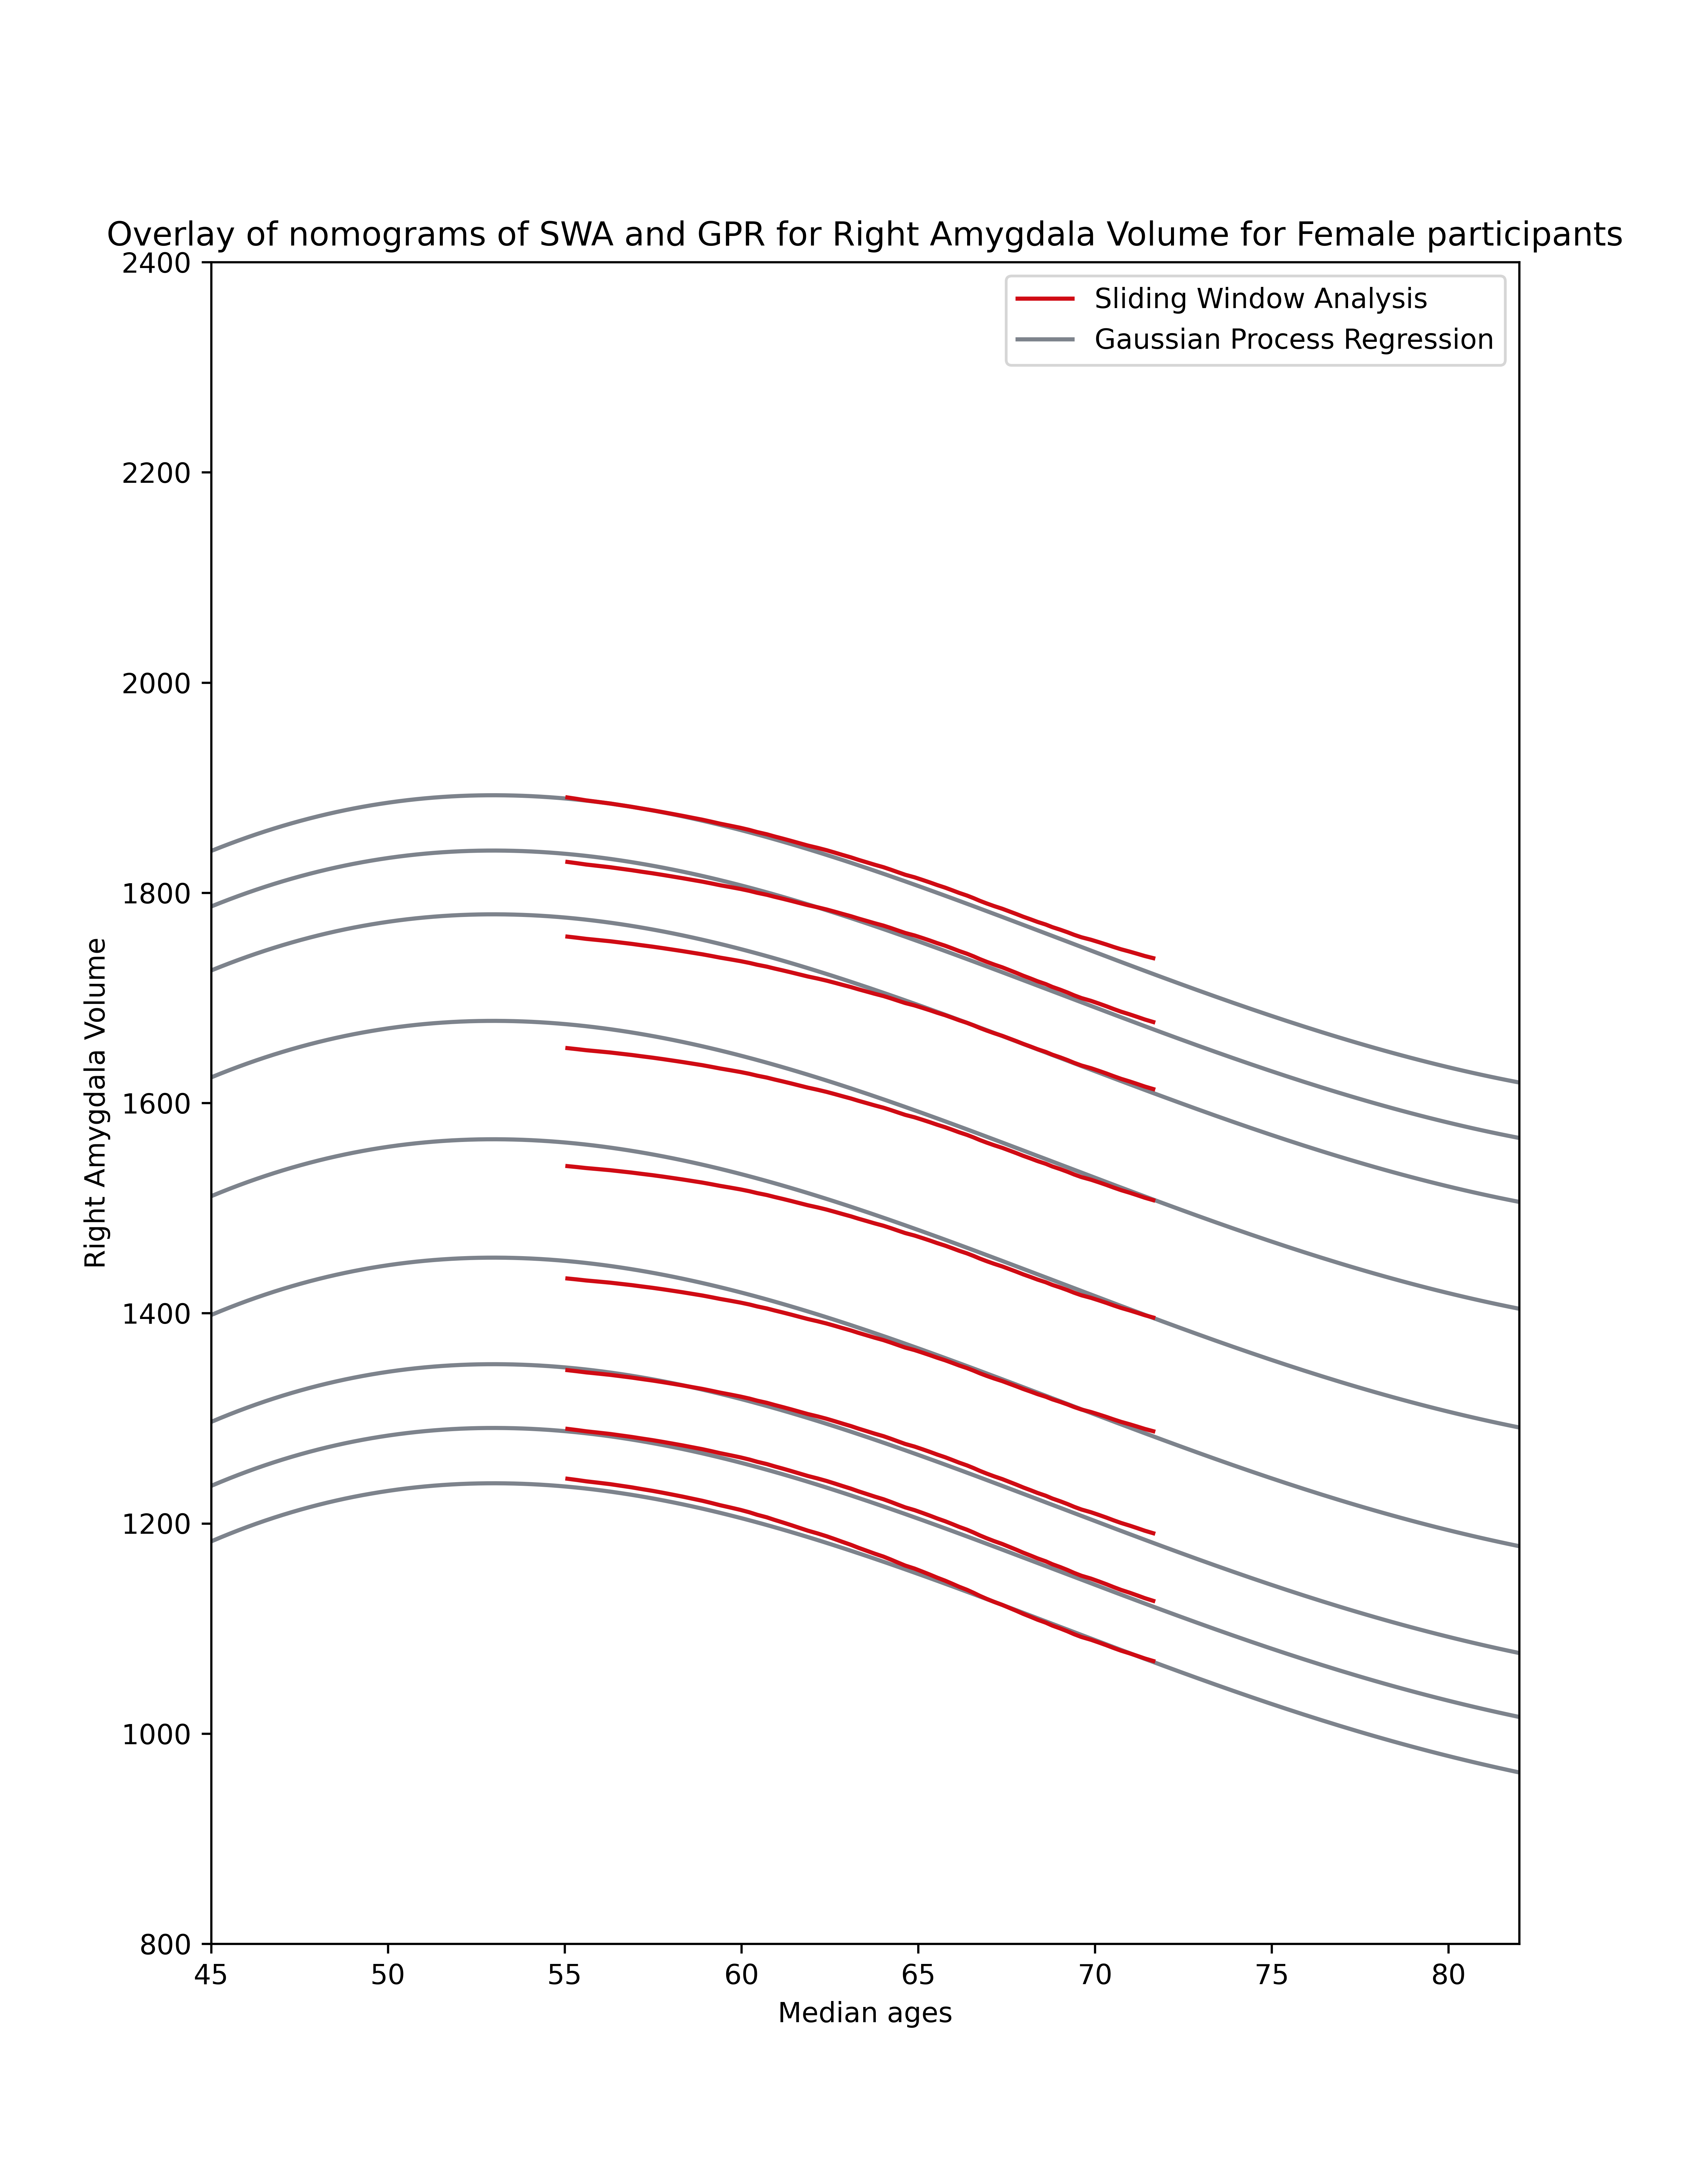 Overlay of nomograms of SWA and GPR for Right Amygdala Volume for Female participants
Sliding Window Analysis
Gaussian Process Regression
Right Amygdala Volume
2400
2200
2000
1800
1600
1400
1200
1000
800
45 50 55 60 65 70 75 80
Median ages